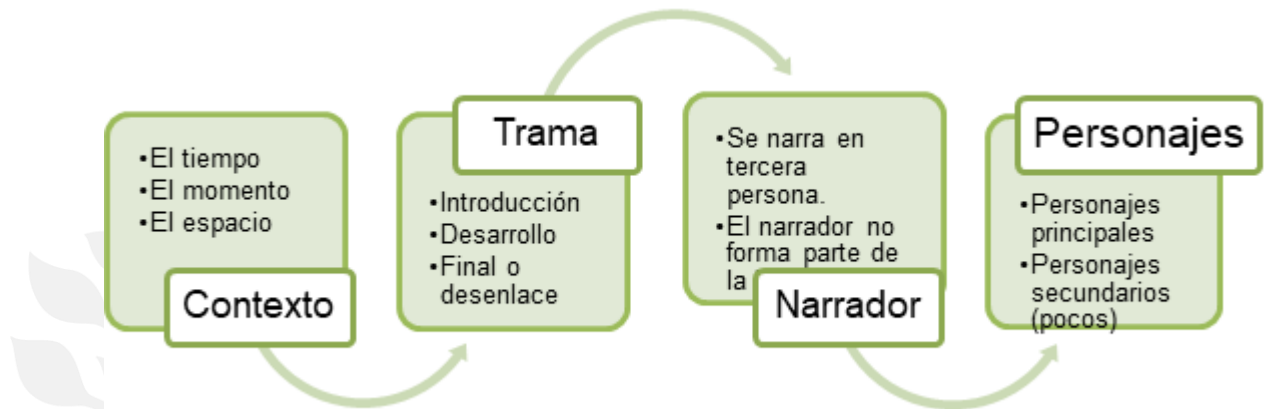 •El tiempo
•El momento
•El espacio
Contexto
Trama
•Introducción
•Desarrollo
•Final o
desenlace
•Se narra en
tercera
persona.
•El narrador no
forma parte de
la
Narrador
Personajes
•Personajes
principales
•Personajes
secundarios
(pocos)